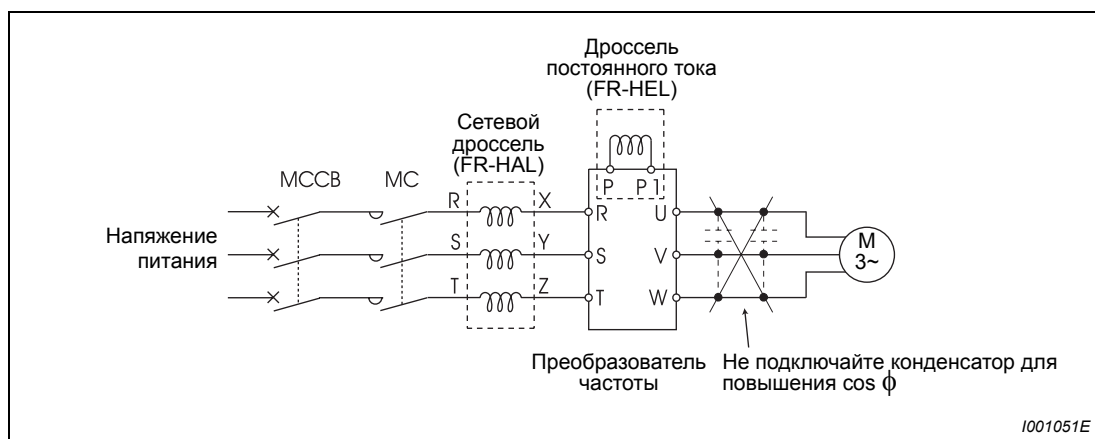 Дроссель
постоянного тока
(FR-HEL)
Сетевой
дроссель
(FR-HAL)
MCCB
MC
P P1
R X R U
S Y S V
T Z T W
M
3~
Напяжение
питания
Преобразователь
частоты
Не подключайте конденсатор для
повышения cos ϕ
I001051E